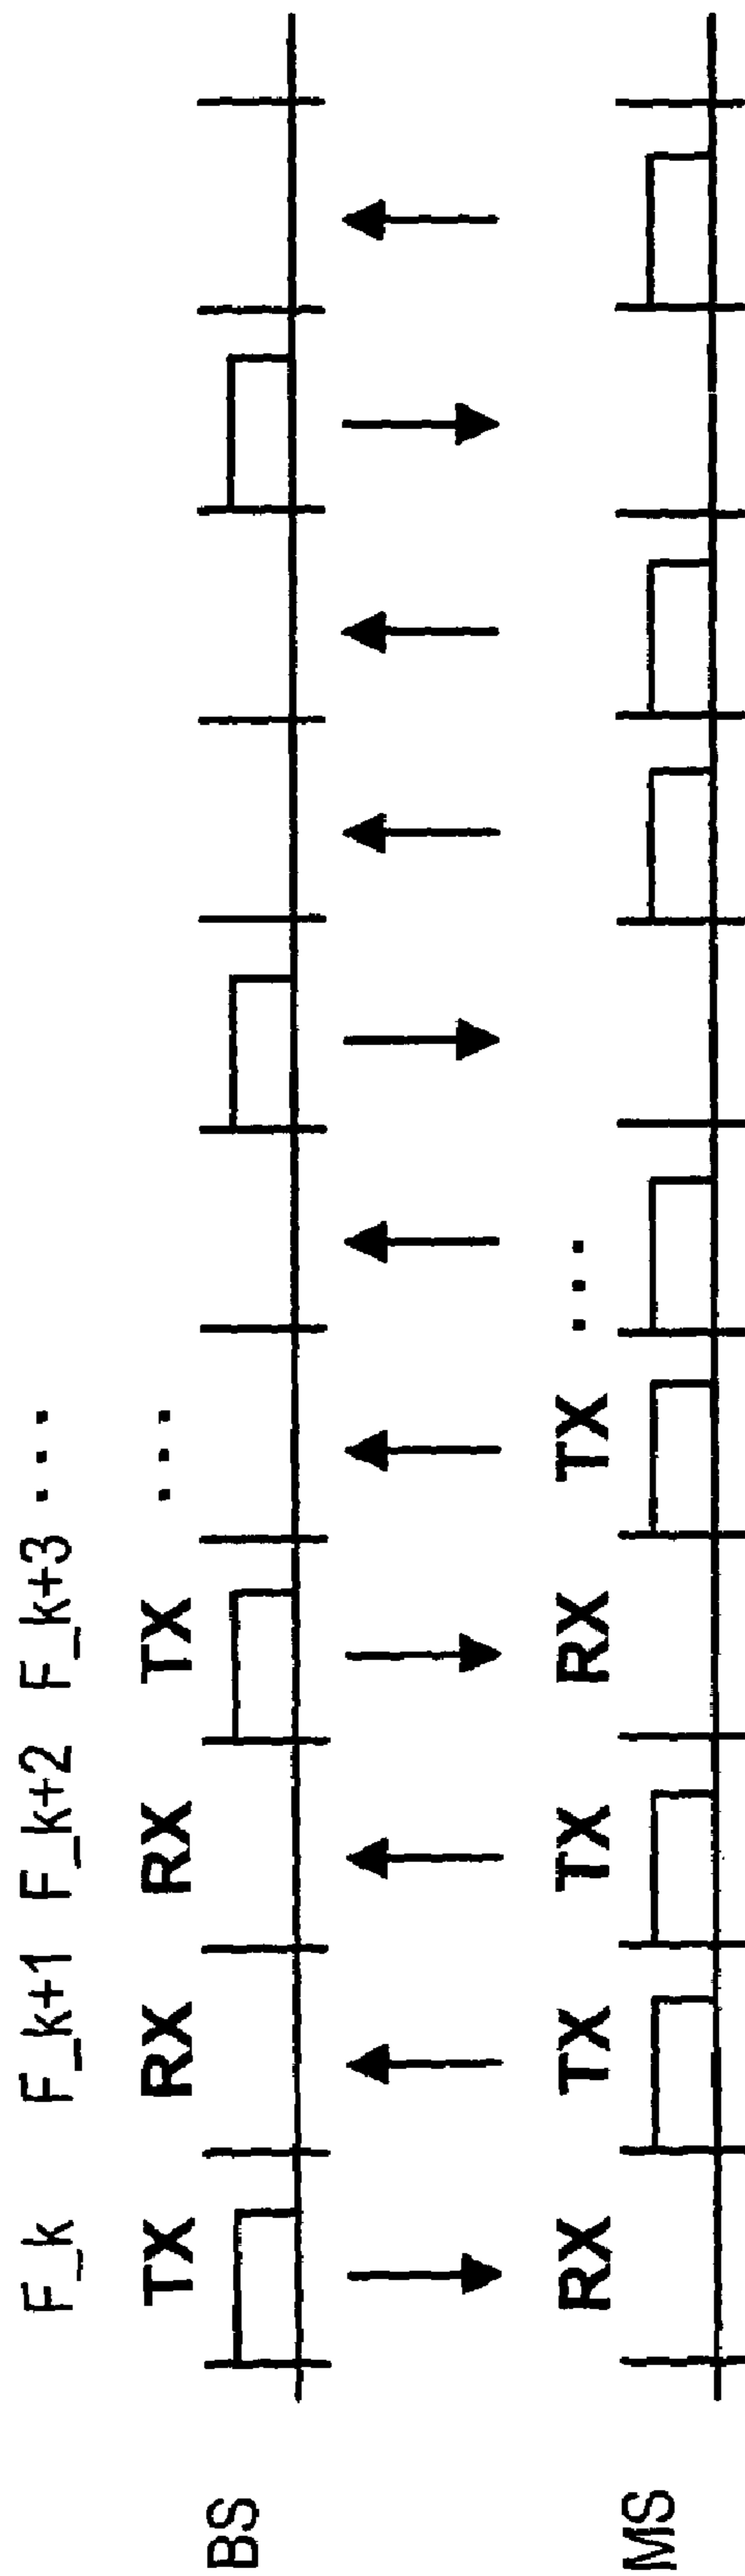 F_k F_k+1 F_k+2 F_k+3 ...
TX RX RX TX ...
BS
RX TX TX RX TX ...
MS